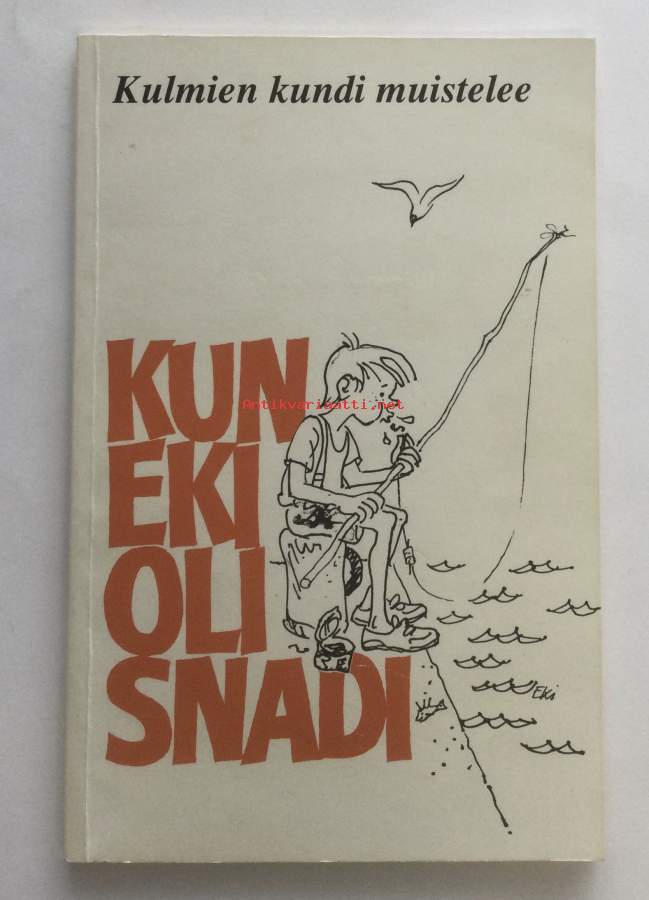 Kulmien kundi muistelee
KUN
Antikvariaatti.net
EKI
OLI
SNADI
EKi